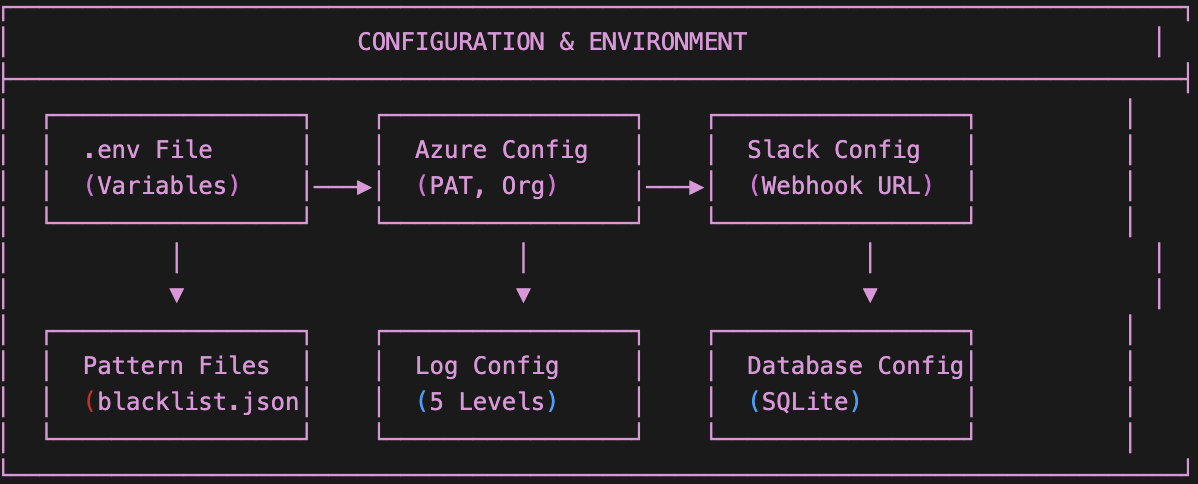 CONFIGURATION & ENVIRONMENT
.env File
(Variables)
Azure Config
(PAT, Org)
Slack Config
(Webhook URL)
Pattern Files
(blacklist.json
Log Config
(5 Levels)
Database Config
(SQLite)